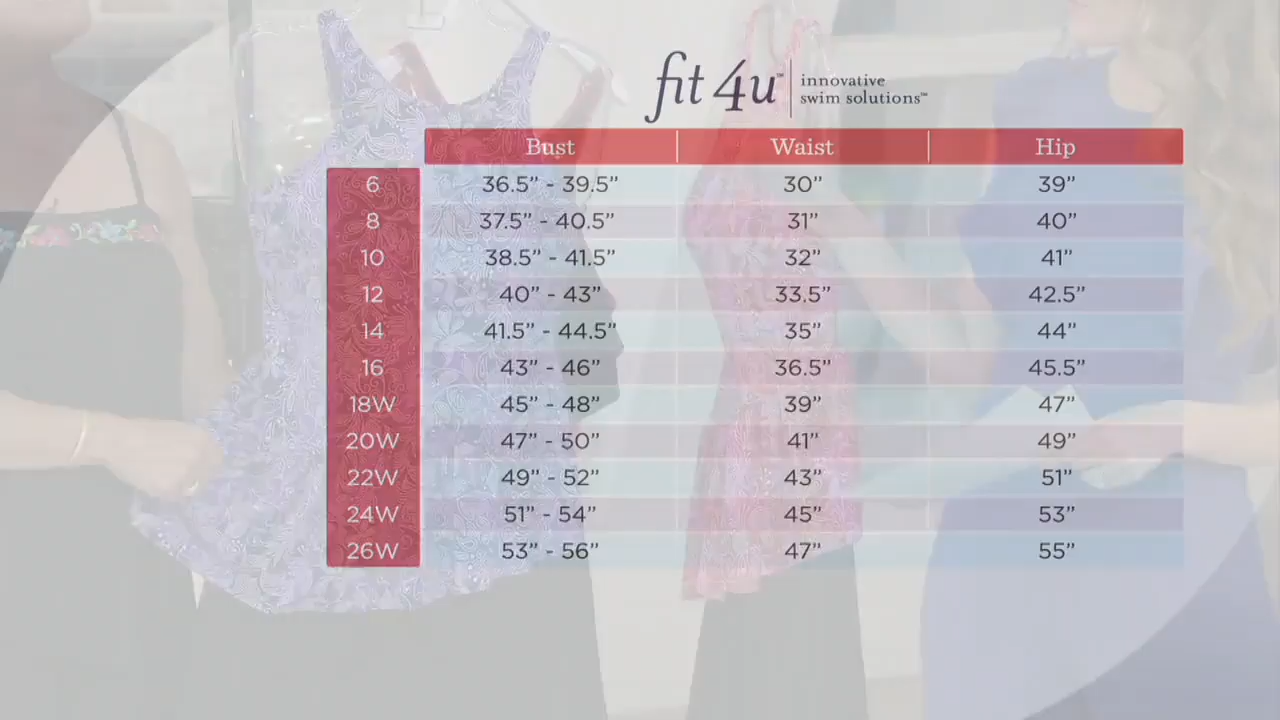 fit 4u™ innovative
swim solutions™
Bust Waist Hip
6 36.5” - 39.5” 30” 39”
8 37.5” - 40.5” 31” 40”
10 38.5” - 41.5” 32” 41”
12 40” - 43” 33.5” 42.5”
14 41.5” - 44.5” 35” 44”
16 43” - 46” 36.5” 45.5”
18W 45” - 48” 39” 47”
20W 47” - 50” 41” 49”
22W 49” - 52” 43” 51”
24W 51” - 54” 45” 53”
26W 53” - 56” 47” 55”